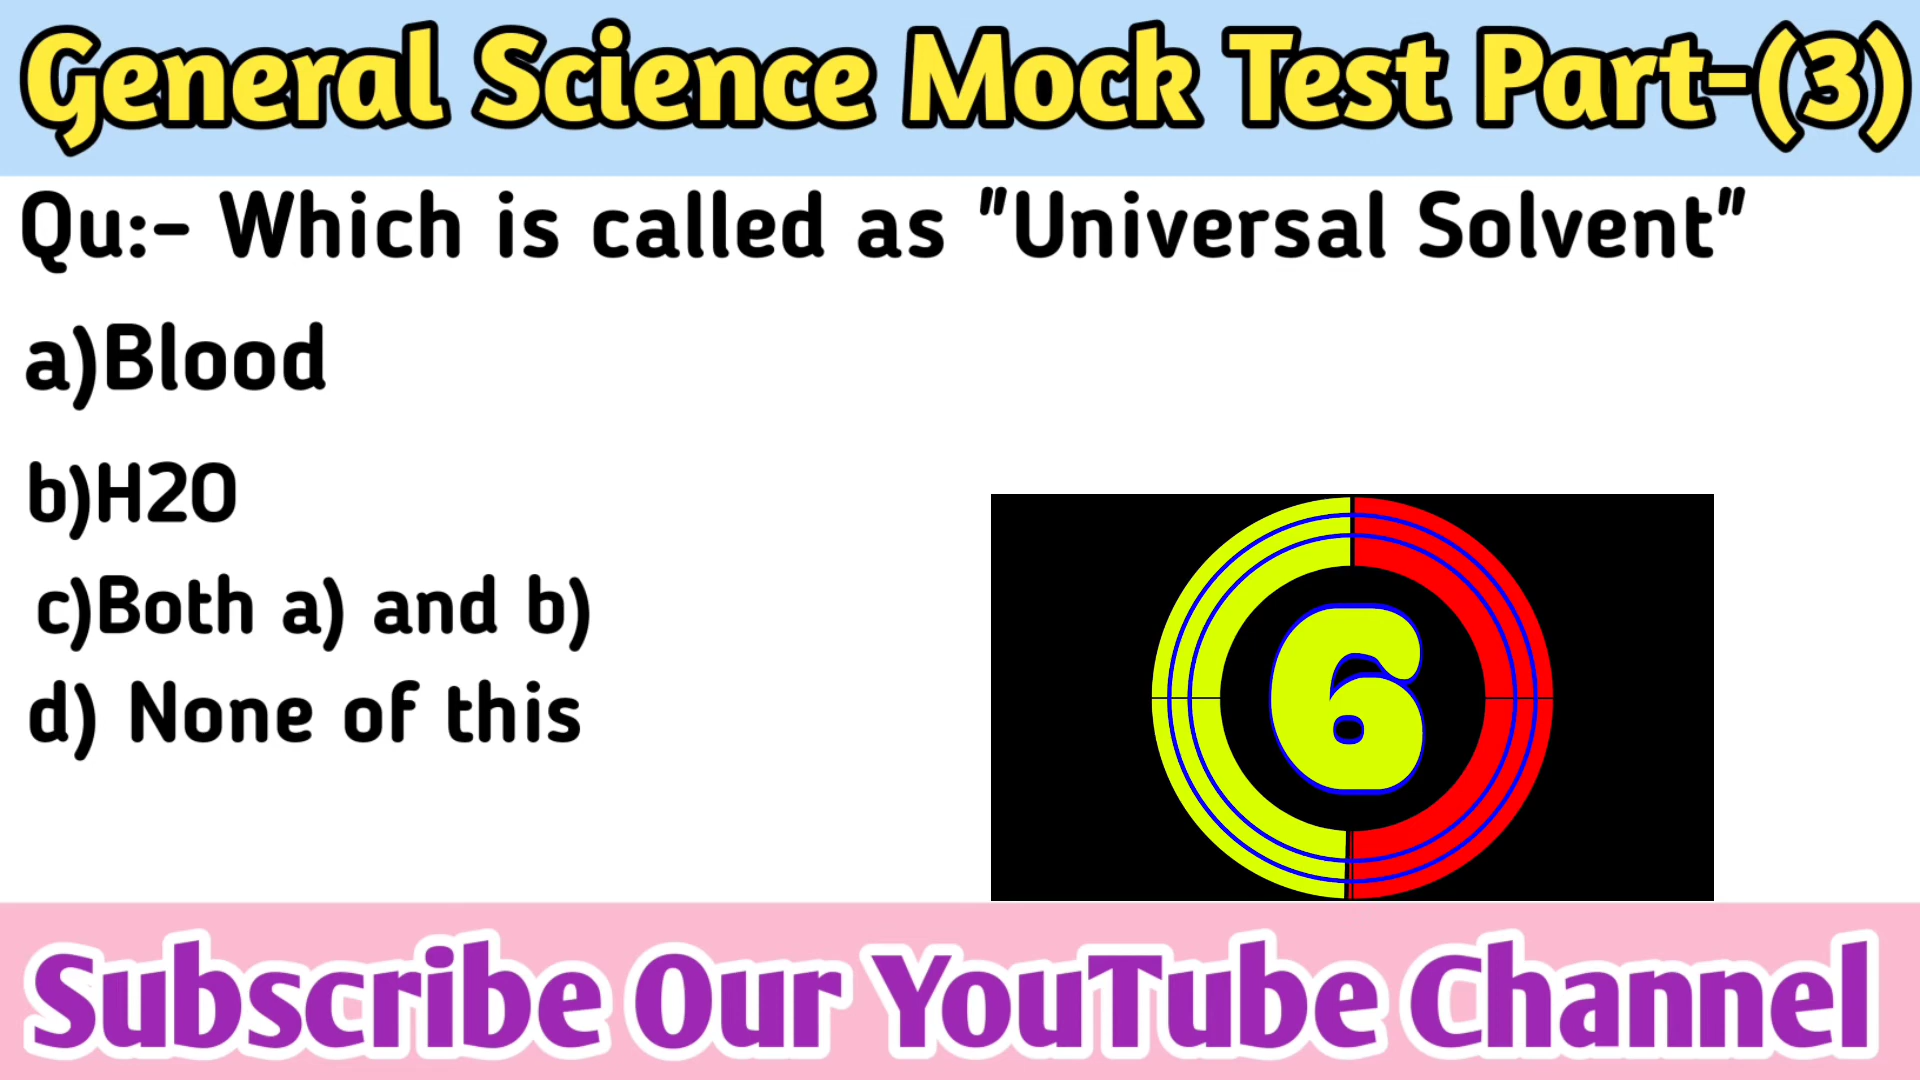 General Science Mock Test Part-(3)
Qu:- Which is called as "Universal Solvent"
a)Blood
b)H2O
c)Both a) and b)
d) None of this
6
Subscribe Our YouTube Channel